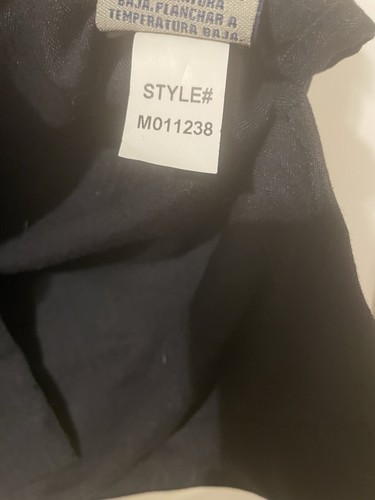 BAJA. PLANCHAR A
TEMPERATURA BAJA.
STYLE#
M011238